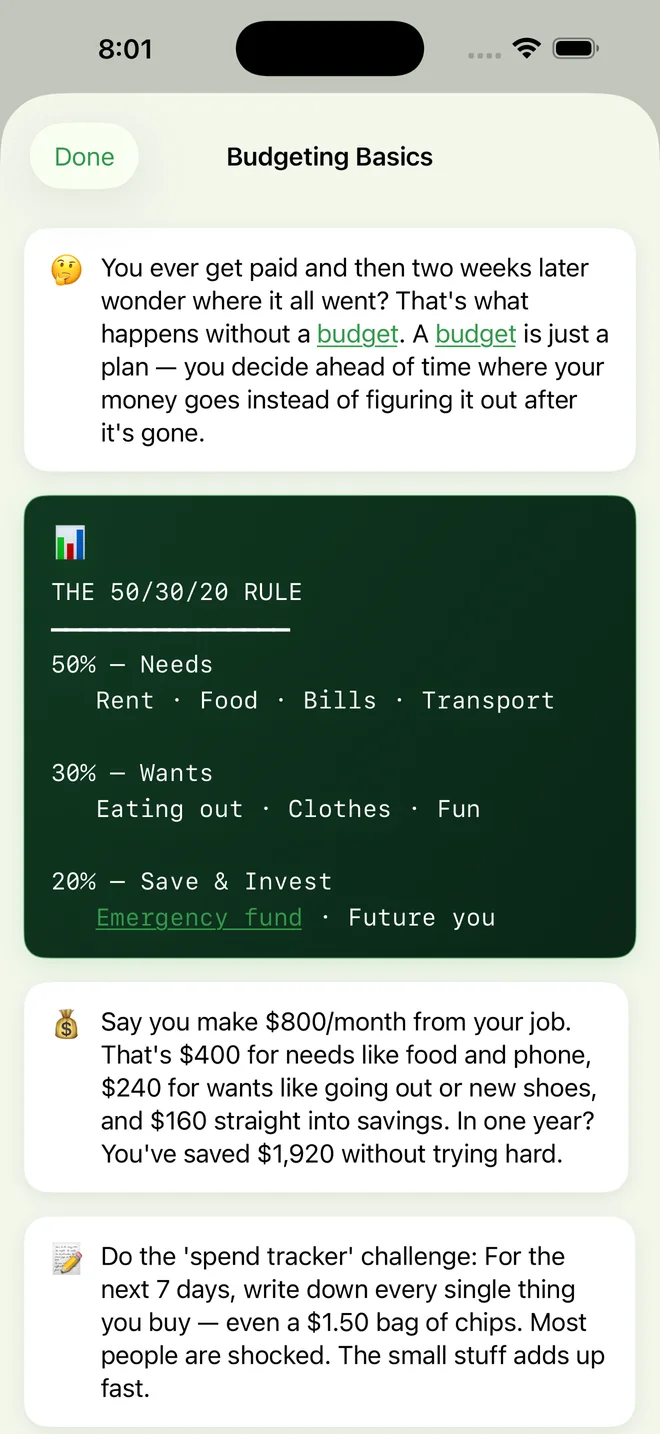 8:01
Done
Budgeting Basics
You ever get paid and then two weeks later
wonder where it all went? That's what
happens without a budget. A budget is just a
plan — you decide ahead of time where your
money goes instead of figuring it out after
it's gone.
THE 50/30/20 RULE
50% — Needs
Rent · Food · Bills · Transport
30% — Wants
Eating out · Clothes · Fun
20% — Save & Invest
Emergency fund · Future you
Say you make $800/month from your job.
That's $400 for needs like food and phone,
$240 for wants like going out or new shoes,
and $160 straight into savings. In one year?
You've saved $1,920 without trying hard.
Do the 'spend tracker' challenge: For the
next 7 days, write down every single thing
you buy — even a $1.50 bag of chips. Most
people are shocked. The small stuff adds up
fast.